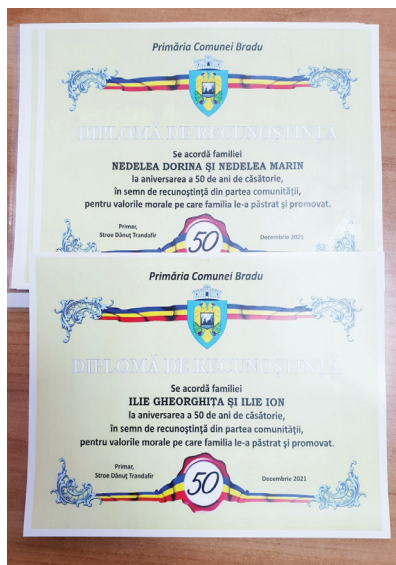 Primăria Comunei Bradu
DIPLOMĂ DE RECUNOȘTINȚĂ
Se acordă familiei
NEDELEA DORINA ȘI NEDELEA MARIN
la aniversarea a 50 de ani de căsătorie,
în semn de recunoștință din partea comunității,
pentru valorile morale pe care familia le-a păstrat și promovat.
Primar,
Stroe Dănuț Trandafir
50
Decembrie 2021
Primăria Comunei Bradu
DIPLOMĂ DE RECUNOȘTINȚĂ
Se acordă familiei
ILIE GHEORGHIȚA ȘI ILIE ION
la aniversarea a 50 de ani de căsătorie,
în semn de recunoștință din partea comunității,
pentru valorile morale pe care familia le-a păstrat și promovat.
Primar,
Stroe Dănuț Trandafir
50
Decembrie 2021